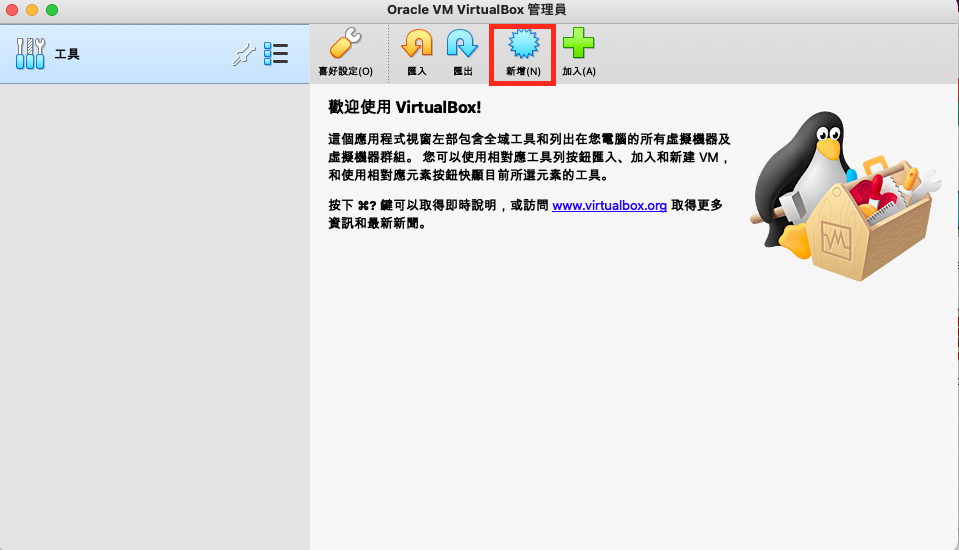 Oracle VM VirtualBox 管理員
工具
喜好設定(O)
匯入
匯出
新增(N)
加入(A)
歡迎使用 VirtualBox!
這個應用程式視窗左部包含全域工具和列出在您電腦的所有虛擬機器及
虛擬機器群組。 您可以使用相對應工具列按鈕匯入、加入和新建 VM，
和使用相對應元素按鈕快顯目前所選元素的工具。
按下 ⌘? 鍵可以取得即時說明，或訪問 www.virtualbox.org 取得更多
資訊和最新新聞。